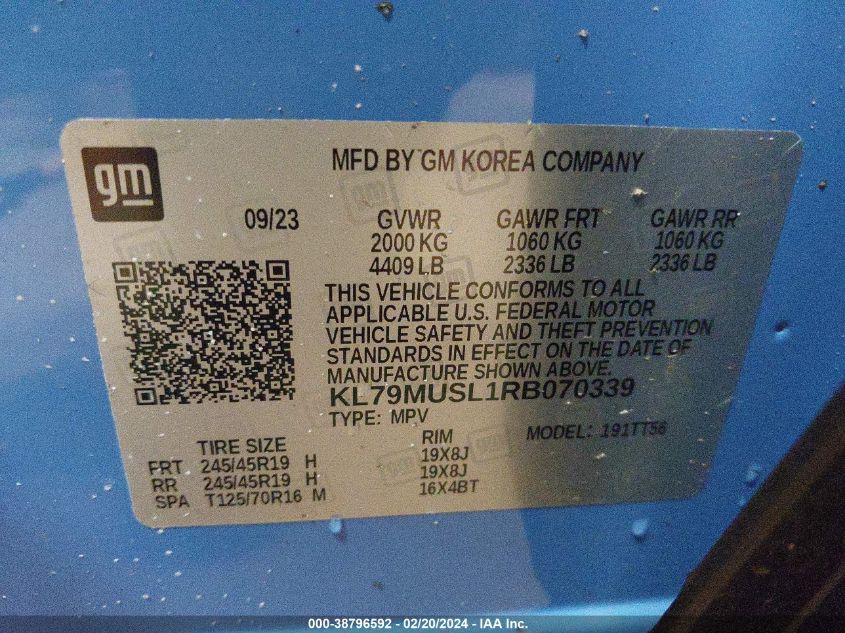 gm
MFD BY GM KOREA COMPANY
09/23 GVWR GAWR FRT GAWR RR
2000 KG 1060 KG 1060 KG
4409 LB 2336 LB 2336 LB
THIS VEHICLE CONFORMS TO ALL
APPLICABLE U.S. FEDERAL MOTOR
VEHICLE SAFETY AND THEFT PREVENTION
STANDARDS IN EFFECT ON THE DATE OF
MANUFACTURE SHOWN ABOVE.
KL79MUSL1RB070339
TYPE: MPV MODEL: 191TT56
TIRE SIZE RIM
FRT 245/45R19 H 19X8J
RR 245/45R19 H 19X8J
SPA T125/70R16 M 16X4BT
000-38796592 - 02/20/2024 - IAA Inc.